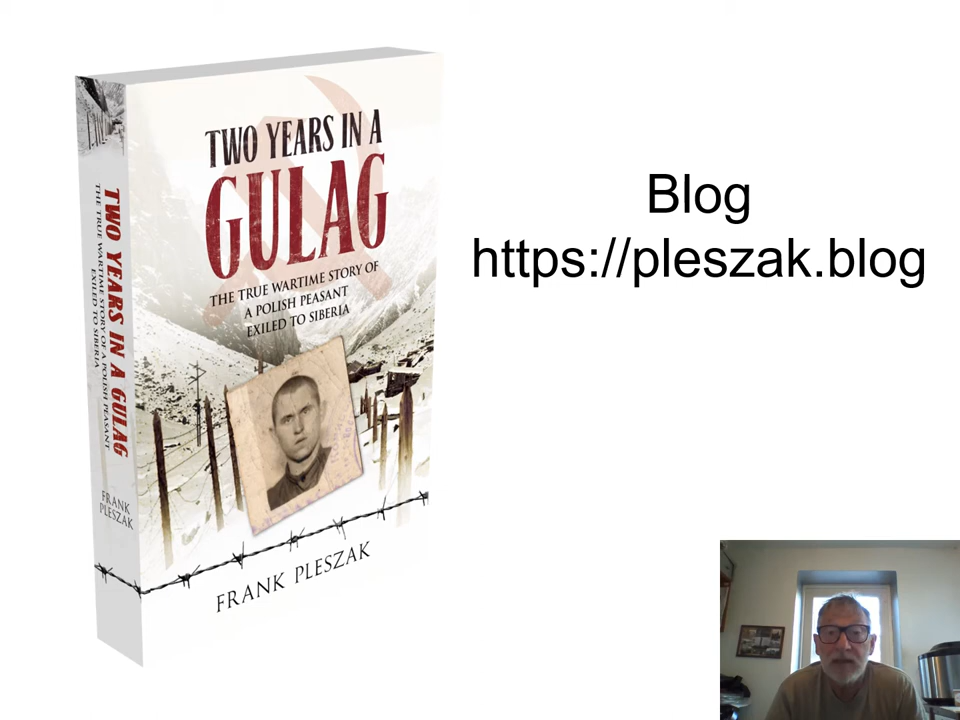 TWO YEARS IN A
GULAG
THE TRUE WARTIME STORY OF
A POLISH PEASANT
EXILED TO SIBERIA
FRANK PLESZAK
TWO YEARS IN A GULAG
THE TRUE WARTIME STORY OF A POLISH PEASANT
EXILED TO SIBERIA
FRANK
PLESZAK
Blog
https://pleszak.blog